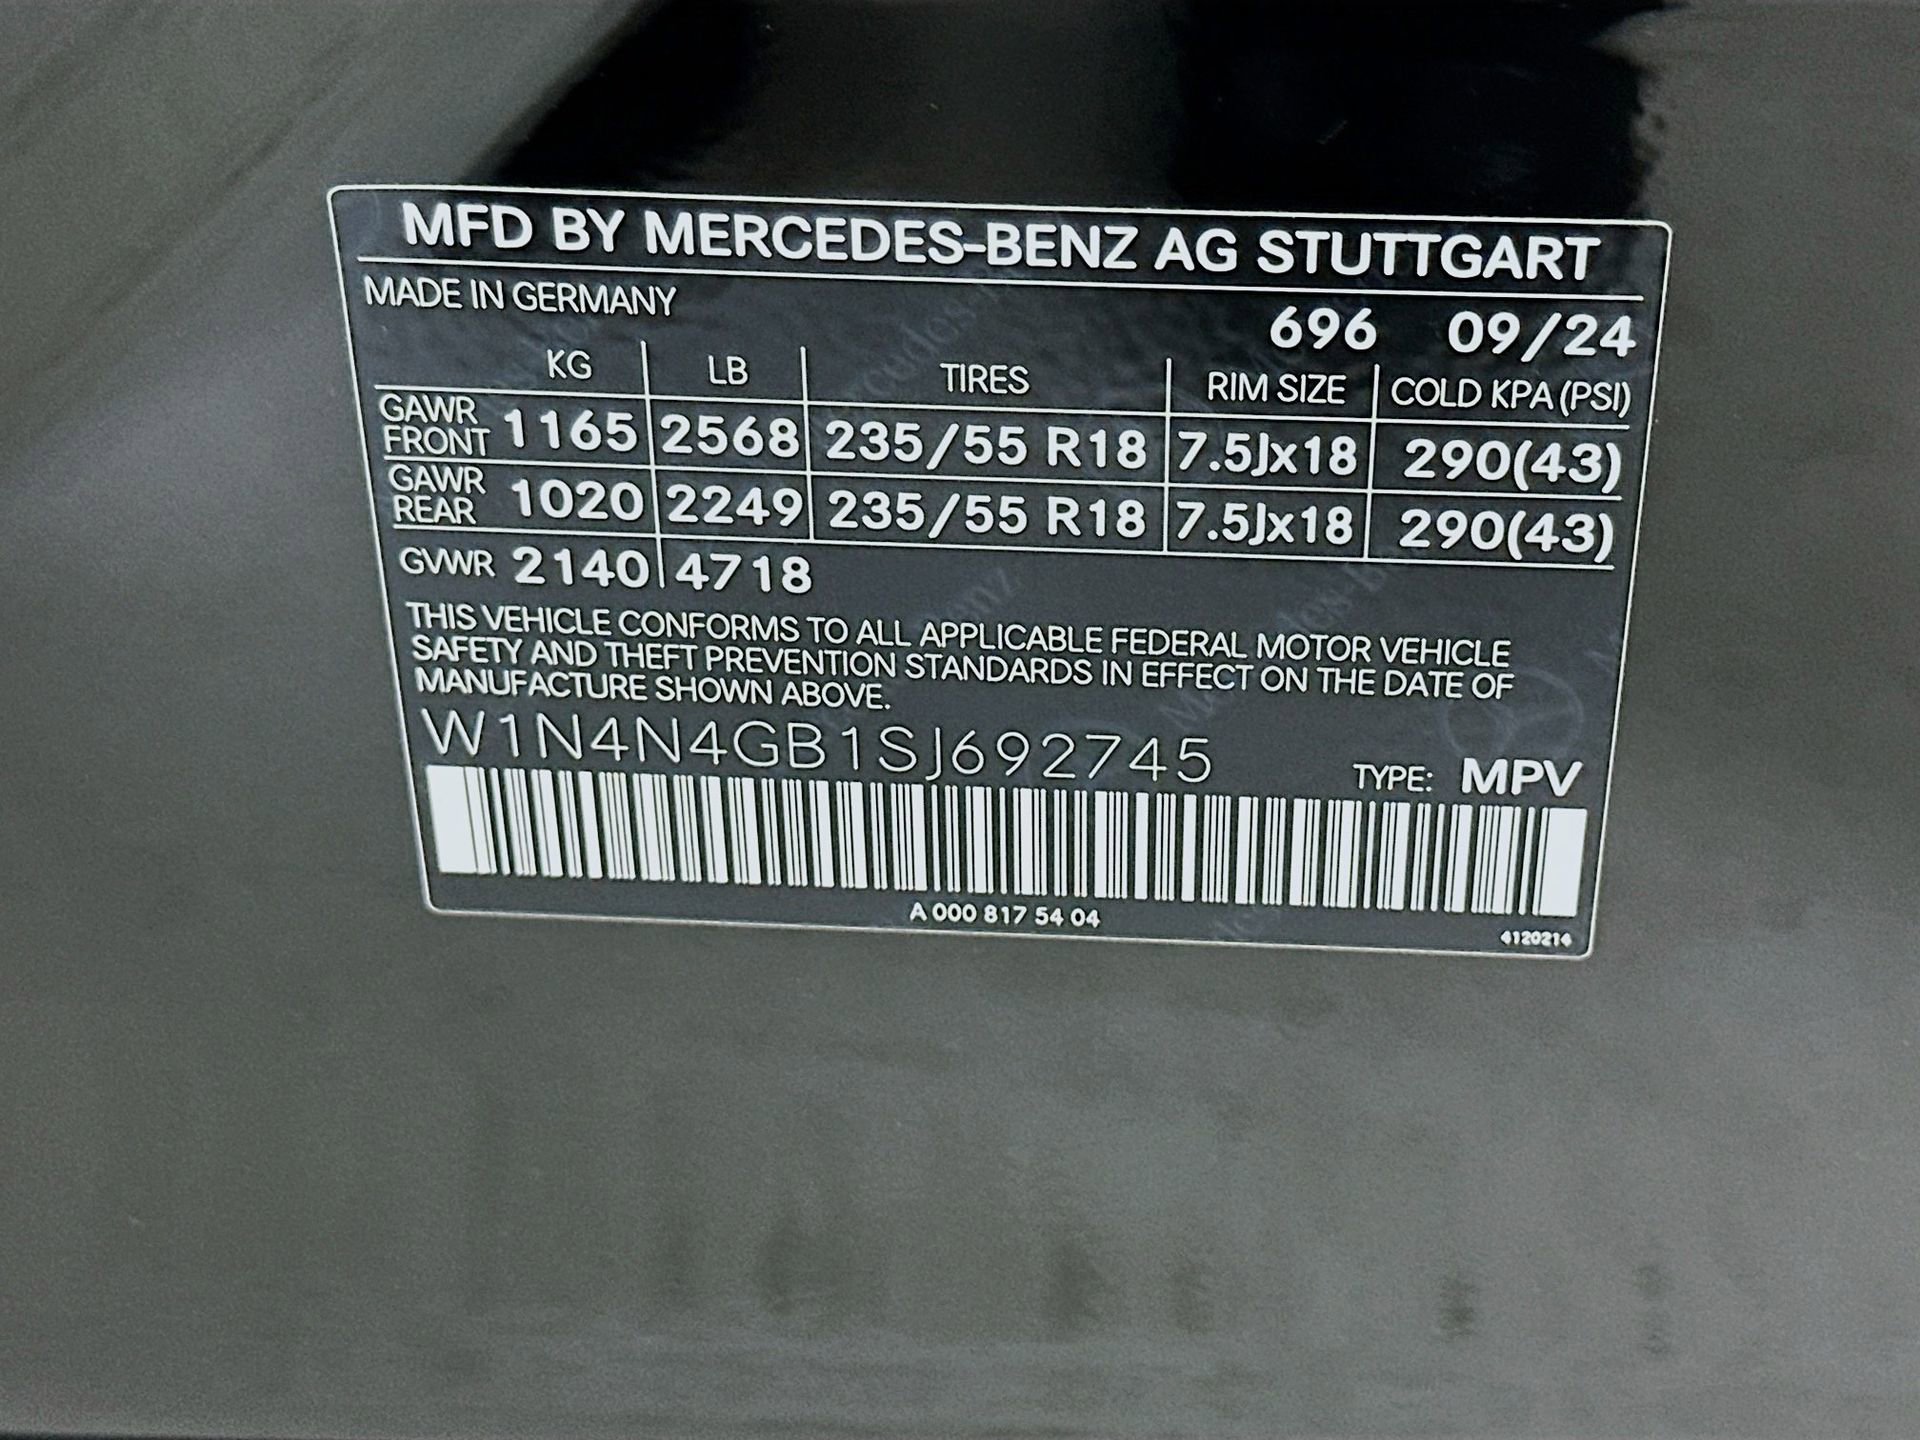 MFD BY MERCEDES-BENZ AG STUTTGART
MADE IN GERMANY
696 09/24
KG LB TIRES RIM SIZE COLD KPA (PSI)
GAWR FRONT 1165 2568 235/55 R18 7.5Jx18 290(43)
GAWR REAR 1020 2249 235/55 R18 7.5Jx18 290(43)
GVWR 2140 4718
THIS VEHICLE CONFORMS TO ALL APPLICABLE FEDERAL MOTOR VEHICLE
SAFETY AND THEFT PREVENTION STANDARDS IN EFFECT ON THE DATE OF
MANUFACTURE SHOWN ABOVE.
W1N4N4GB1SJ692745
TYPE: MPV
A 000 817 54 04
4120214